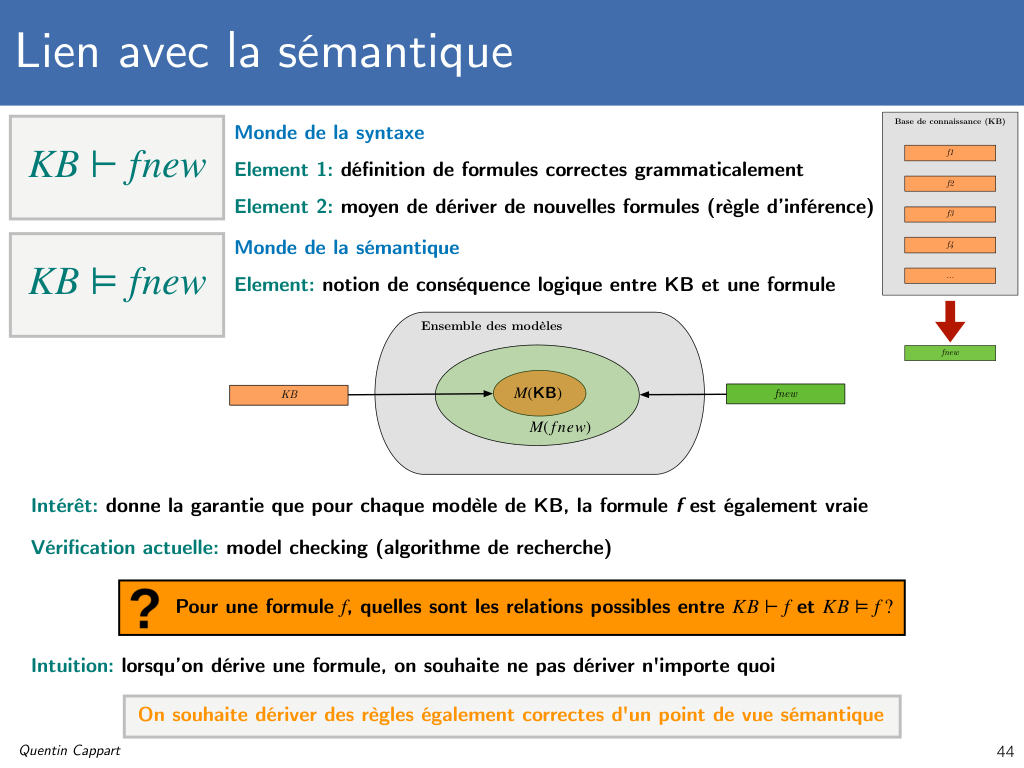 Lien avec la sémantique
KB ⊢ fnew
Monde de la syntaxe
Element 1: définition de formules correctes grammaticalement
Element 2: moyen de dériver de nouvelles formules (règle d'inférence)
KB ⊨ fnew
Monde de la sémantique
Element: notion de conséquence logique entre KB et une formule
Base de connaissance (KB)
f1
f2
f3
f4
...
fnew
Ensemble des modèles
KB
M(KB)
M(fnew)
fnew
Intérêt: donne la garantie que pour chaque modèle de KB, la formule f est également vraie
Vérification actuelle: model checking (algorithme de recherche)
? Pour une formule f, quelles sont les relations possibles entre KB ⊢ f et KB ⊨ f ?
Intuition: lorsqu'on dérive une formule, on souhaite ne pas dériver n'importe quoi
On souhaite dériver des règles également correctes d'un point de vue sémantique
Quentin Cappart
44